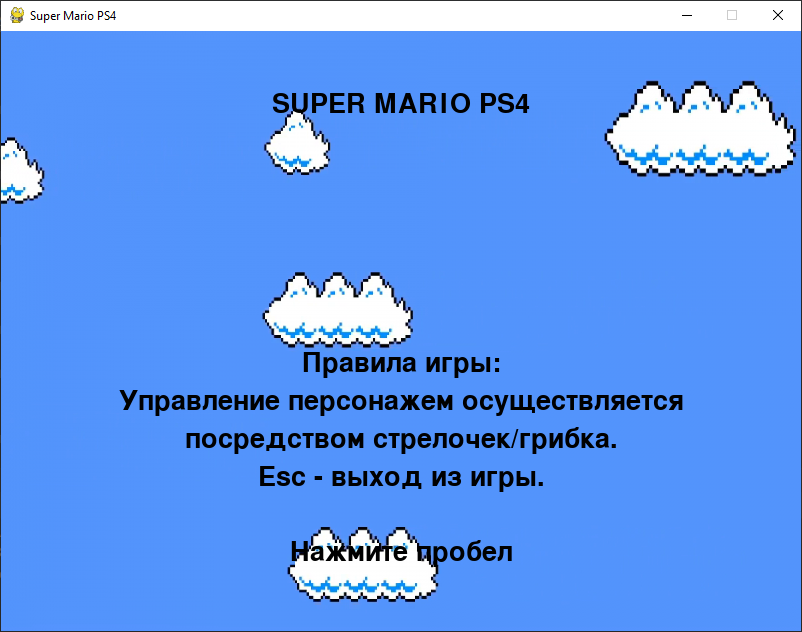 Super Mario PS4
SUPER MARIO PS4
Правила игры:
Управление персонажем осуществляется
посредством стрелочек/грибка.
Esc - выход из игры.
Нажмите пробел